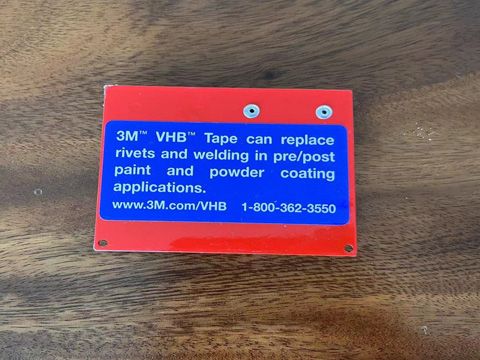 3M™ VHB™ Tape can replace
rivets and welding in pre/post
paint and powder coating
applications.
www.3M.com/VHB 1-800-362-3550